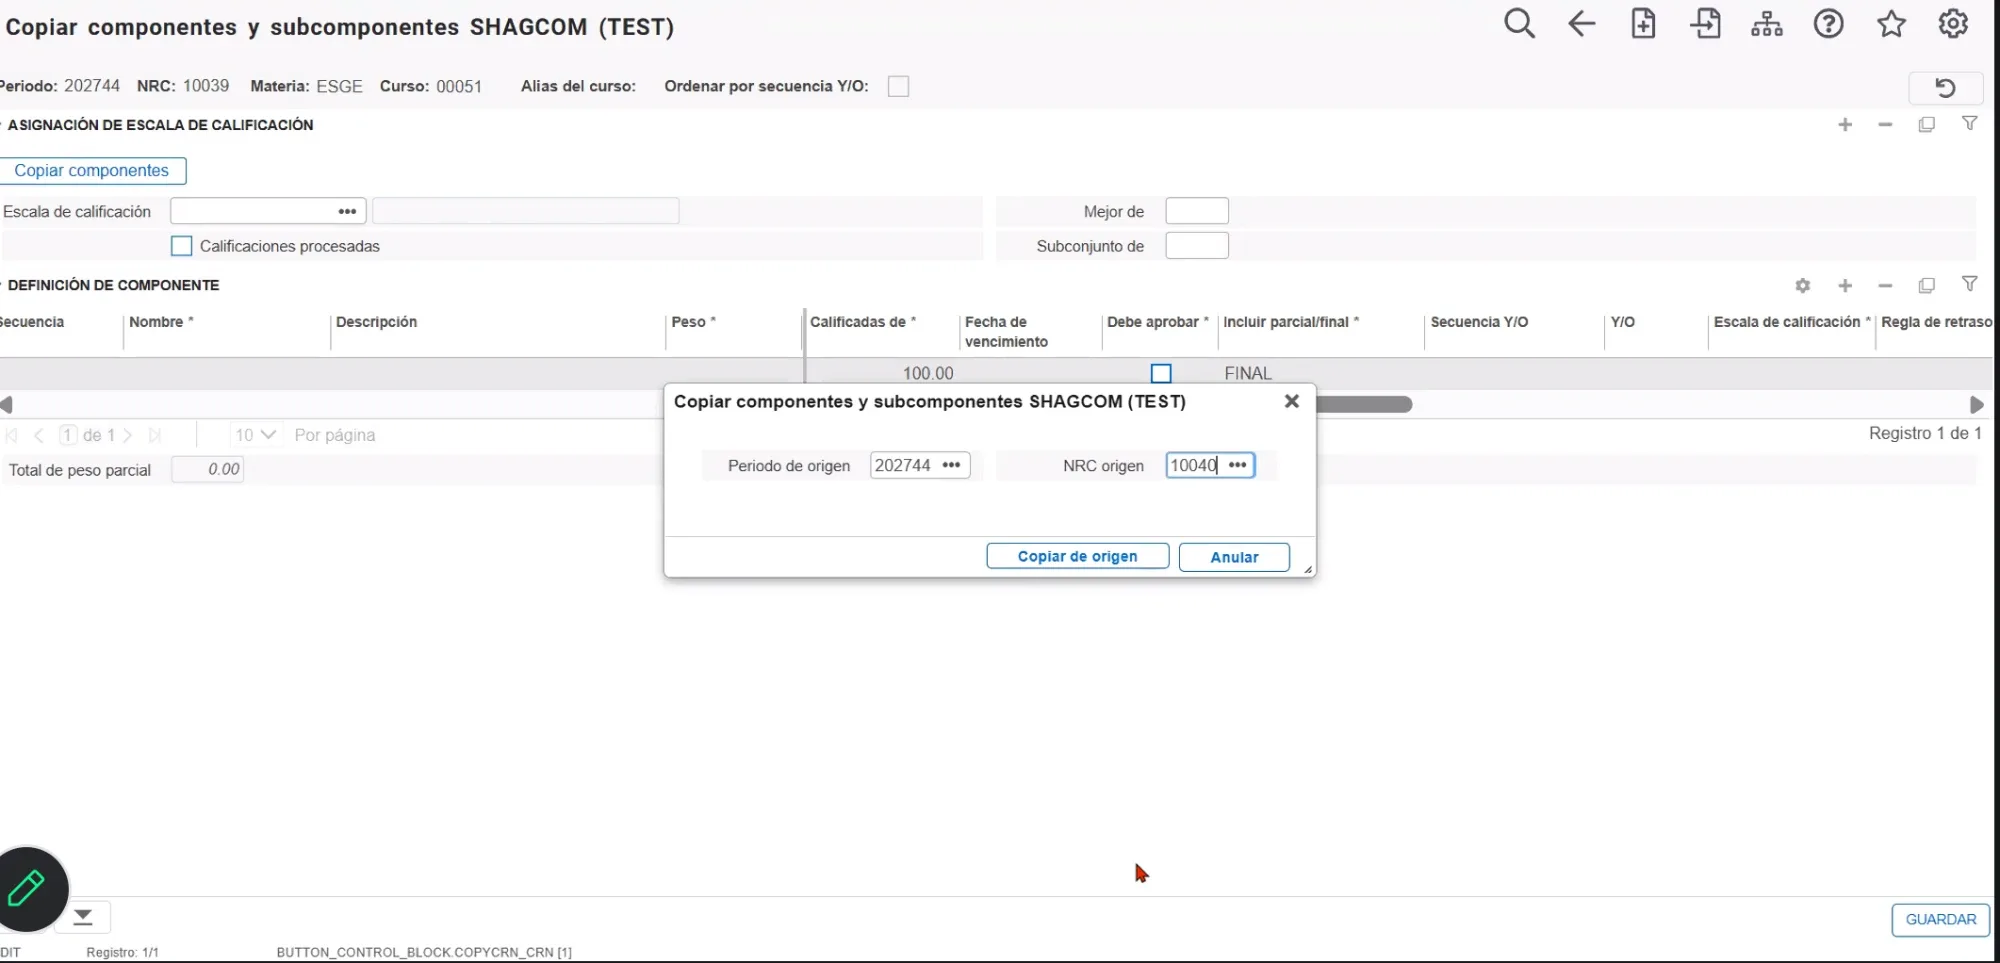 Copiar componentes y subcomponentes SHAGCOM (TEST)
Periodo: 202744 NRC: 10039 Materia: ESGE Curso: 00051 Alias del curso: Ordenar por secuencia Y/O:
ASIGNACIÓN DE ESCALA DE CALIFICACIÓN
Copiar componentes
Escala de calificación ••• Mejor de
Calificaciones procesadas Subconjunto de
DEFINICIÓN DE COMPONENTE
Secuencia Nombre * Descripción Peso * Calificadas de * Fecha de vencimiento Debe aprobar * Incluir parcial/final * Secuencia Y/O Y/O Escala de calificación * Regla de retraso
100.00 FINAL
Copiar componentes y subcomponentes SHAGCOM (TEST)
1 de 1 10 Por página Registro 1 de 1
Total de peso parcial 0.00
Periodo de origen 202744 ••• NRC origen 10040 •••
Copiar de origen Anular
GUARDAR
DIT Registro: 1/1 BUTTON_CONTROL_BLOCK.COPYCRN_CRN [1]